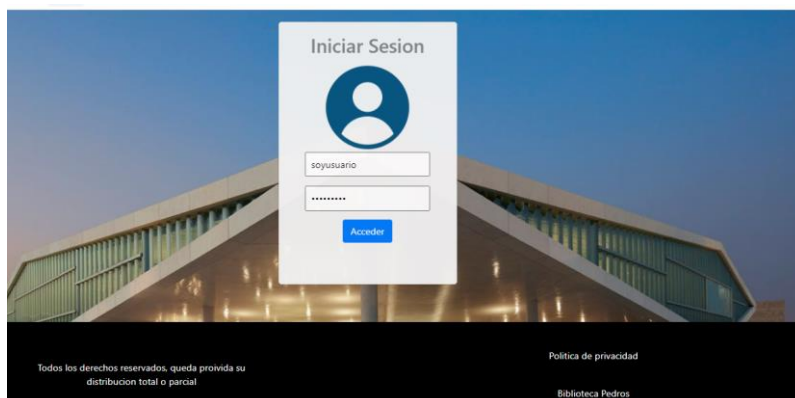 Iniciar Sesion
soyusuario
•••••••••
Acceder
Todos los derechos reservados, queda proivida su
distribucion total o parcial
Politica de privacidad
Biblioteca Pedros